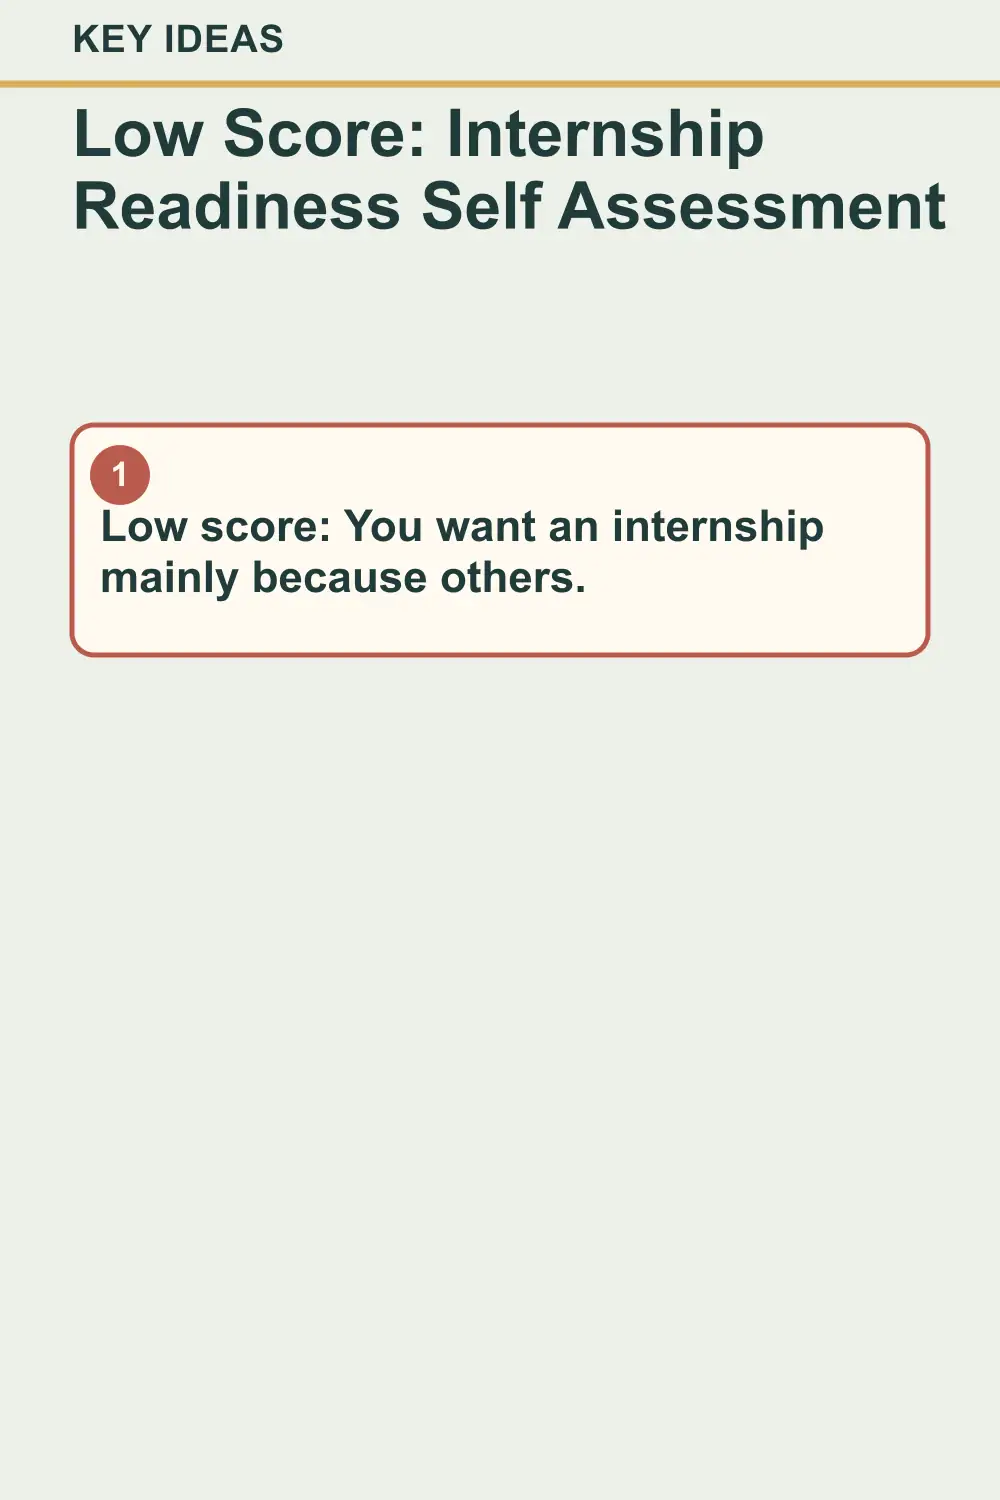 KEY IDEAS
Low Score: Internship
Readiness Self Assessment
1
Low score: You want an internship
mainly because others.